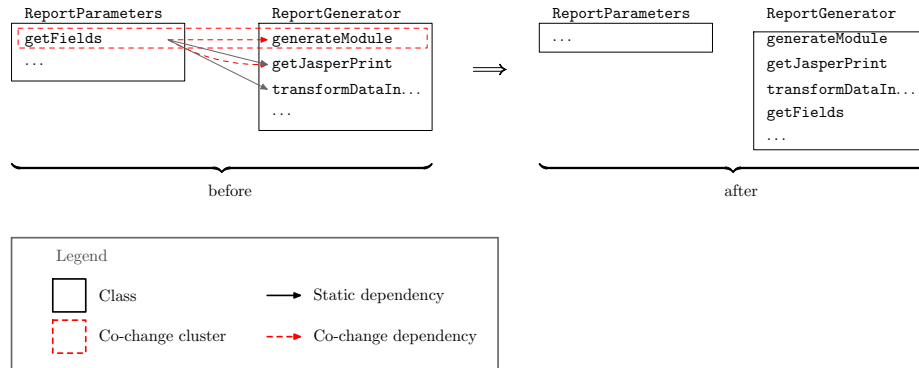 ReportParameters
getFields
...
ReportGenerator
generateModule
getJasperPrint
transformDataIn...
...
⟹
ReportParameters
...
ReportGenerator
generateModule
getJasperPrint
transformDataIn...
getFields
...
before
after
Legend
Class
Static dependency
Co-change cluster
Co-change dependency